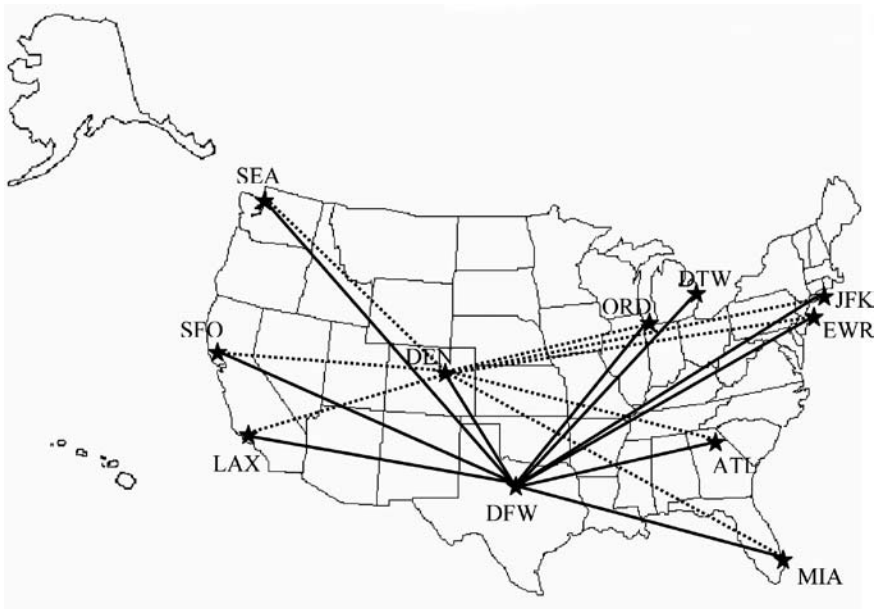 SEA
DTW
ORD
JFK
SFO
EWR
DEN
LAX
ATL
DFW
MIA